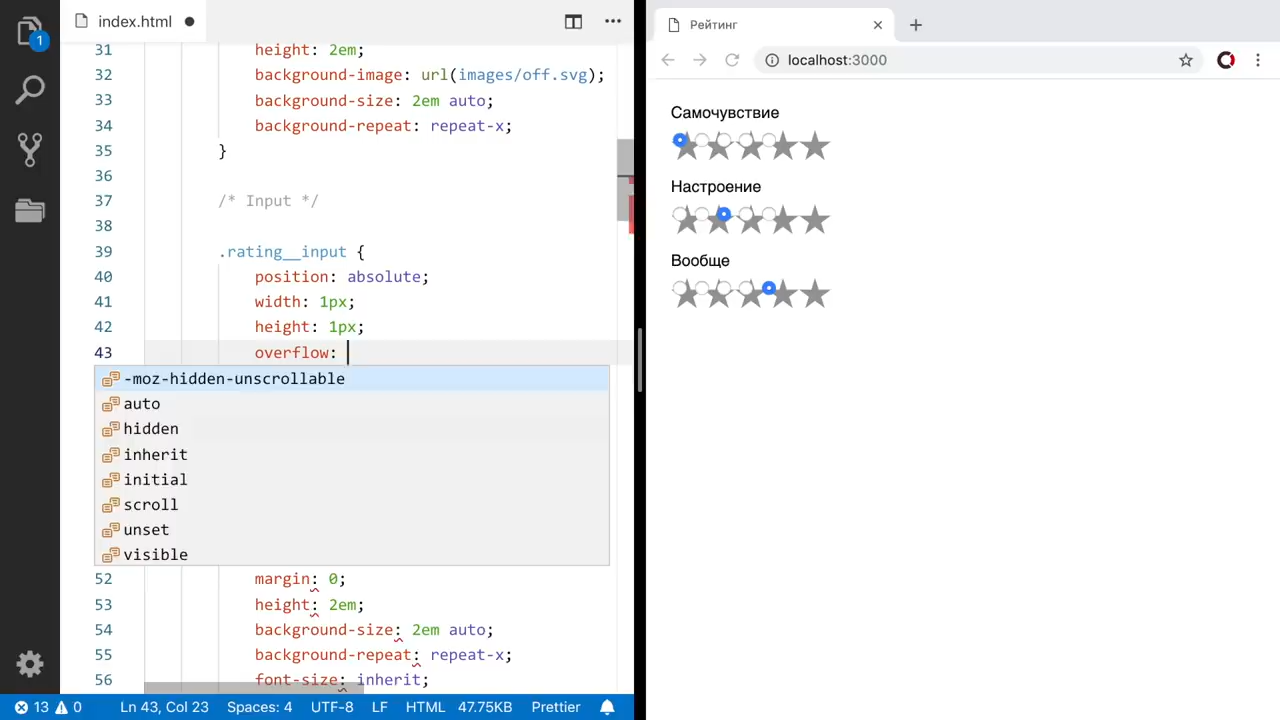 index.html
31 height: 2em;
32 background-image: url(images/off.svg);
33 background-size: 2em auto;
34 background-repeat: repeat-x;
35 }
36
37 /* Input */
38
39 .rating__input {
40 position: absolute;
41 width: 1px;
42 height: 1px;
43 overflow:
-moz-hidden-unscrollable
auto
hidden
inherit
initial
scroll
unset
visible
52 margin: 0;
53 height: 2em;
54 background-size: 2em auto;
55 background-repeat: repeat-x;
56 font-size: inherit;
1
13 0 Ln 43, Col 23 Spaces: 4 UTF-8 LF HTML 47.75KB Prettier
Рейтинг
localhost:3000
Самочувствие
Настроение
Вообще